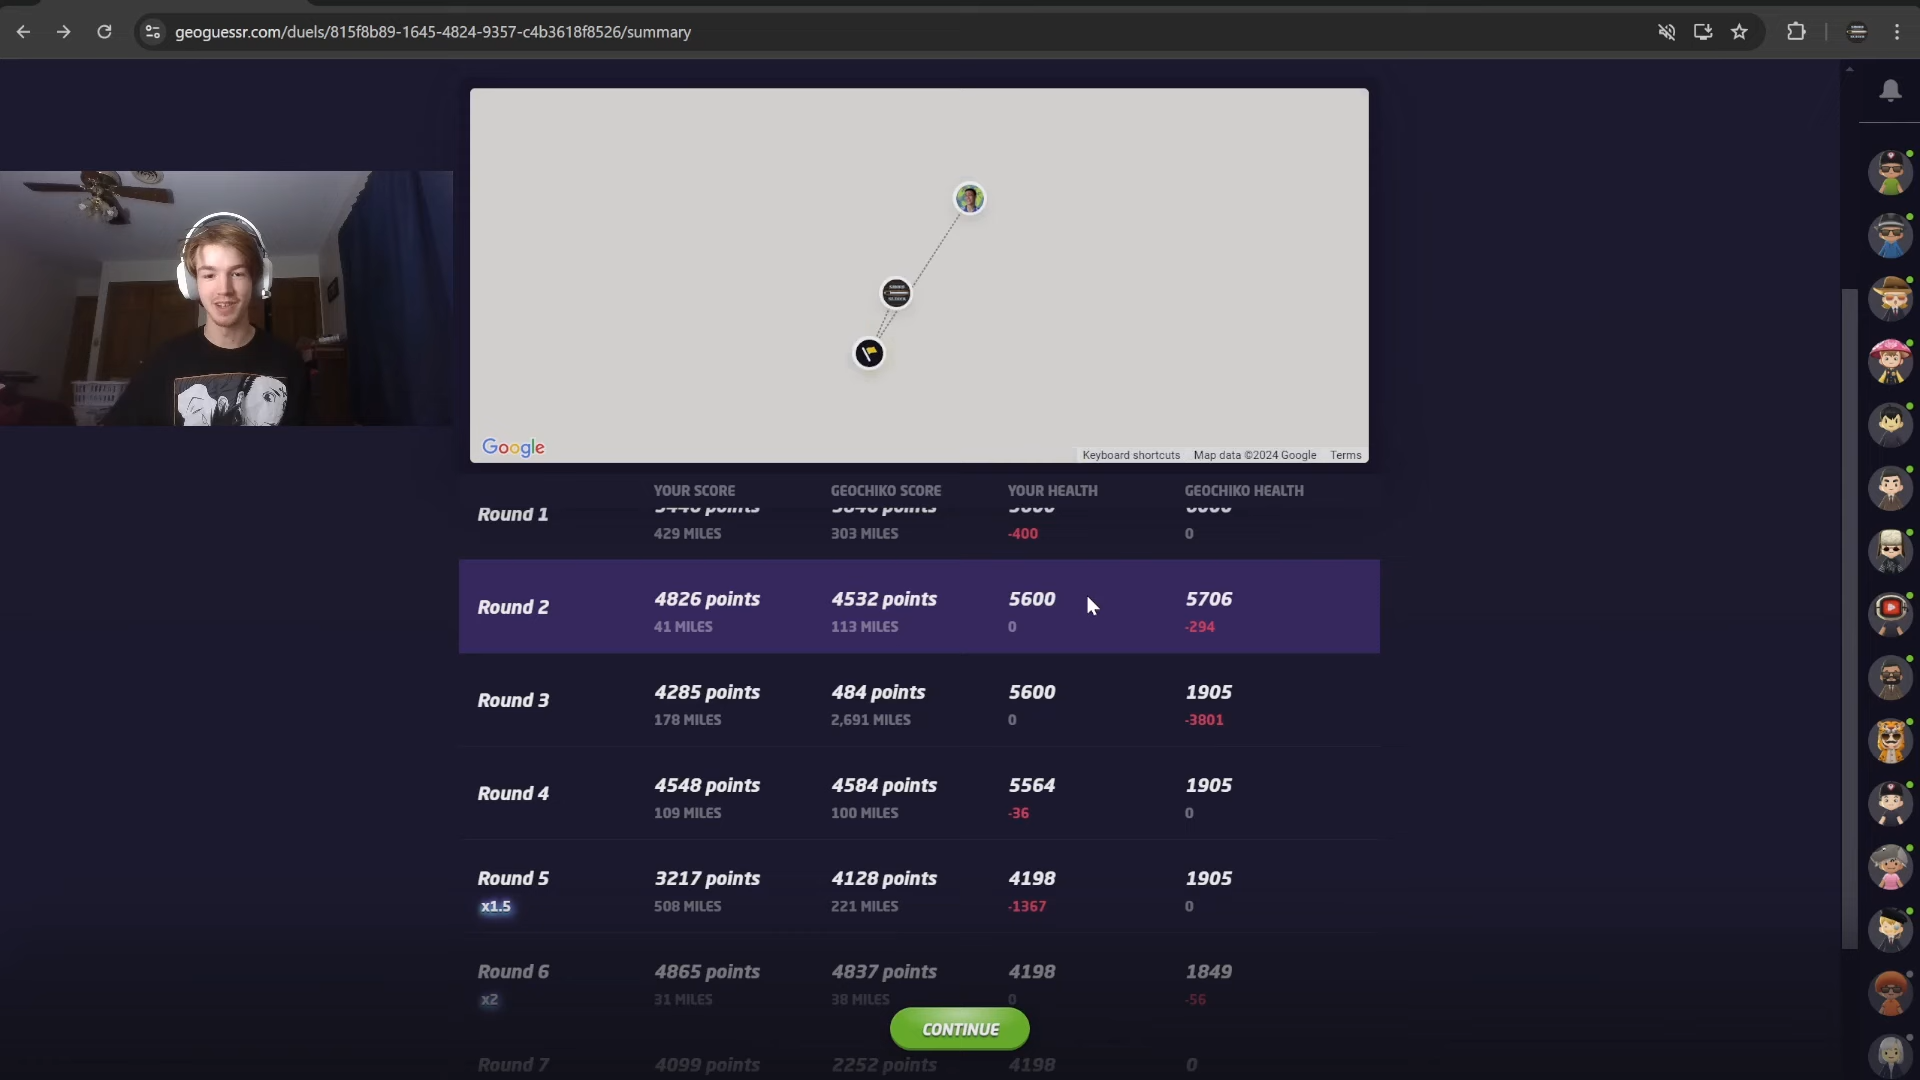 geoguessr.com/duels/815f8b89-1645-4824-9357-c4b3618f8526/summary
Google
Keyboard shortcuts Map data ©2024 Google Terms
YOUR SCORE GEOCHIKO SCORE YOUR HEALTH GEOCHIKO HEALTH
Round 1
429 MILES 303 MILES -400 0
Round 2 4826 points 4532 points 5600 5706
41 MILES 113 MILES 0 -294
Round 3 4285 points 484 points 5600 1905
178 MILES 2,691 MILES 0 -3801
Round 4 4548 points 4584 points 5564 1905
109 MILES 100 MILES -36 0
Round 5 3217 points 4128 points 4198 1905
x1.5 508 MILES 221 MILES -1367 0
Round 6 4865 points 4837 points 4198 1849
x2 31 MILES 38 MILES 0 -56
CONTINUE
Round 7 4099 points 2252 points 4198 0